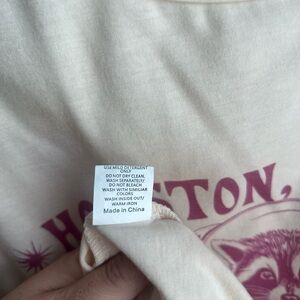 USE MILD DETERGENT
ONLY
DO NOT DRY CLEAN.
WASH SEPARATELY/
DO NOT BLEACH
WASH WITH SIMILIAR
COLORS
WASH INSIDE OUT/
WARM IRON
Made in China
HOUSTON,